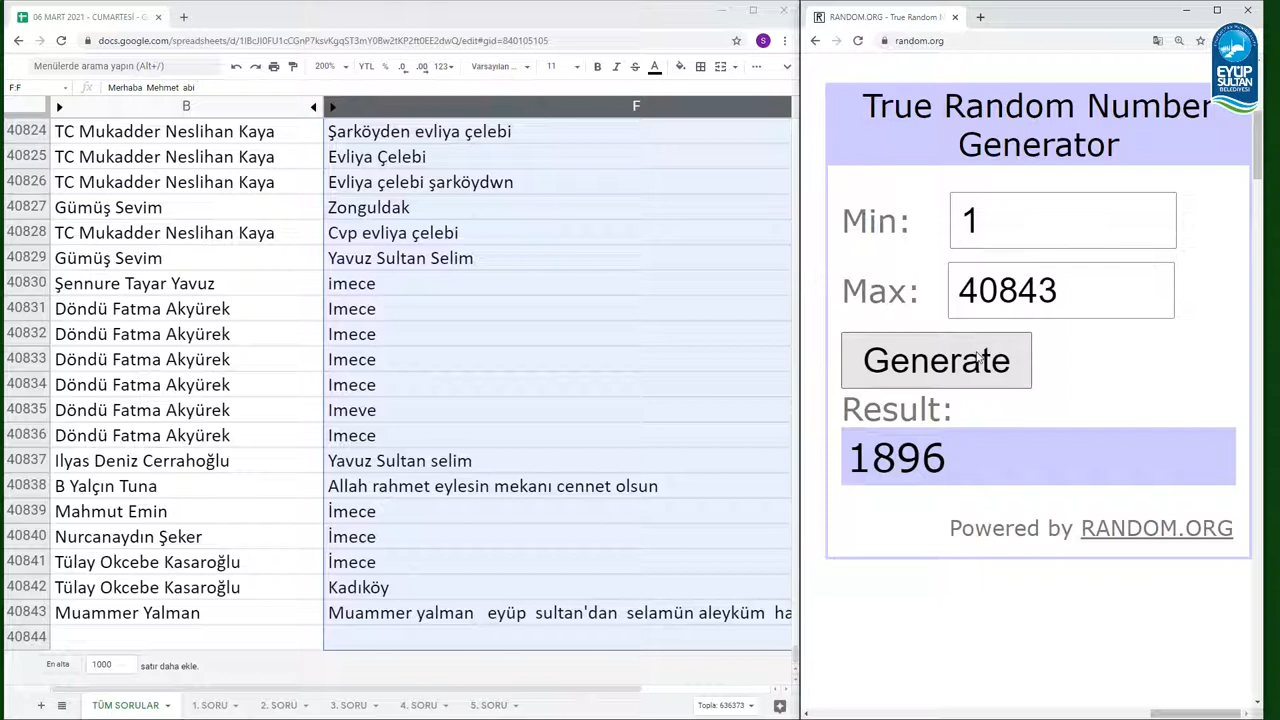 06 MART 2021 - CUMARTESİ - G
RANDOM.ORG - True Random N
docs.google.com/spreadsheets/d/
edit#gid=840105105
random.org
Menülerde arama yapın (Alt+/)
200%
YTL
%
.0
.00
123
Varsayılan ...
11
B
I
S
A
F:F
fx
Merhaba Mehmet abi
B
F
40824 TC Mukadder Neslihan Kaya Şarköyden evliya çelebi
40825 TC Mukadder Neslihan Kaya Evliya Çelebi
40826 TC Mukadder Neslihan Kaya Evliya çelebi şarköydwn
40827 Gümüş Sevim Zonguldak
40828 TC Mukadder Neslihan Kaya Cvp evliya çelebi
40829 Gümüş Sevim Yavuz Sultan Selim
40830 Şennure Tayar Yavuz imece
40831 Döndü Fatma Akyürek Imece
40832 Döndü Fatma Akyürek Imece
40833 Döndü Fatma Akyürek Imece
40834 Döndü Fatma Akyürek Imece
40835 Döndü Fatma Akyürek Imeve
40836 Döndü Fatma Akyürek Imece
40837 Ilyas Deniz Cerrahoğlu Yavuz Sultan selim
40838 B Yalçın Tuna Allah rahmet eylesin mekanı cennet olsun
40839 Mahmut Emin İmece
40840 Nurcanaydın Şeker İmece
40841 Tülay Okcebe Kasaroğlu İmece
40842 Tülay Okcebe Kasaroğlu Kadıköy
40843 Muammer Yalman Muammer yalman eyüp sultan'dan selamün aleyküm ha
40844
En alta 1000 satır daha ekle.
TÜM SORULAR 1. SORU 2. SORU 3. SORU 4. SORU 5. SORU Topla: 636373
True Random Number
Generator
Min: 1
Max: 40843
Generate
Result:
1896
Powered by RANDOM.ORG
EYÜP
SULTAN
BELEDİYESİ